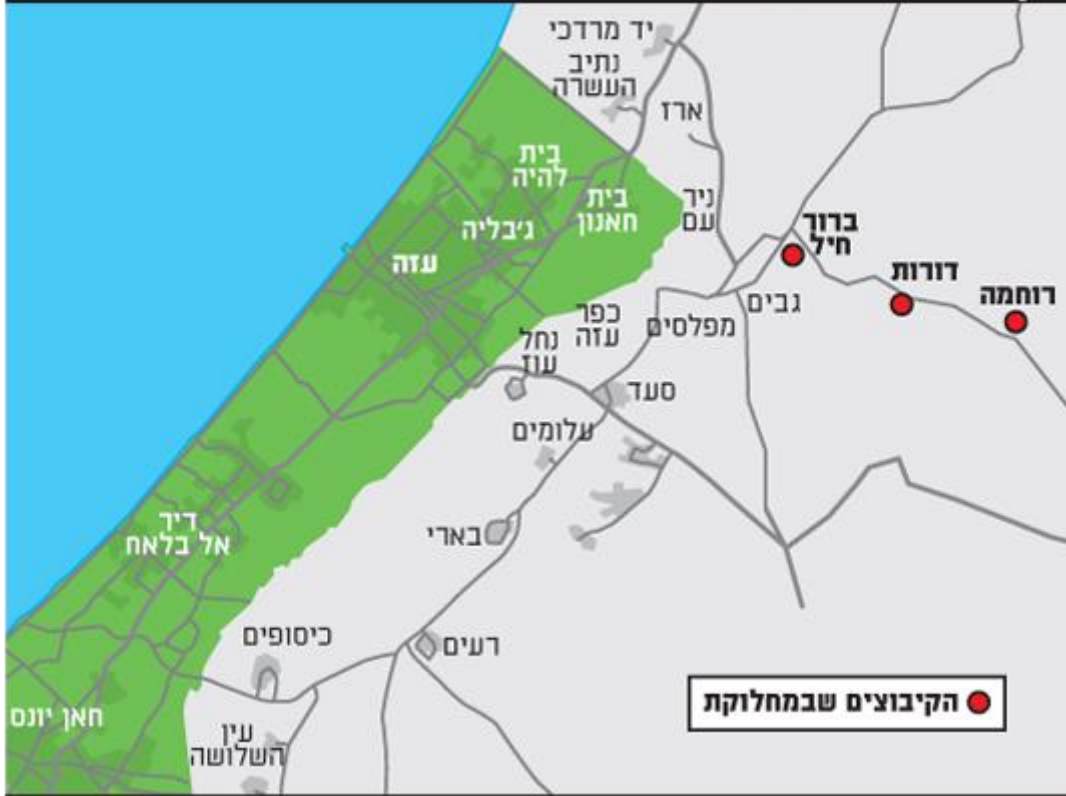 יד מרדכי
נתיב
העשרה
ארז
בית
להיה
בית
חאנון
ניר
עם
ג'בליה
עזה
ברור
חיל
דורות
רוחמה
גבים
מפלסים
כפר
עזה
נחל
עוז
סעד
עלומים
בארי
דיר
אל בלאח
כיסופים
רעים
הקיבוצים שבמחלוקת
חאן יונס
עין
השלושה